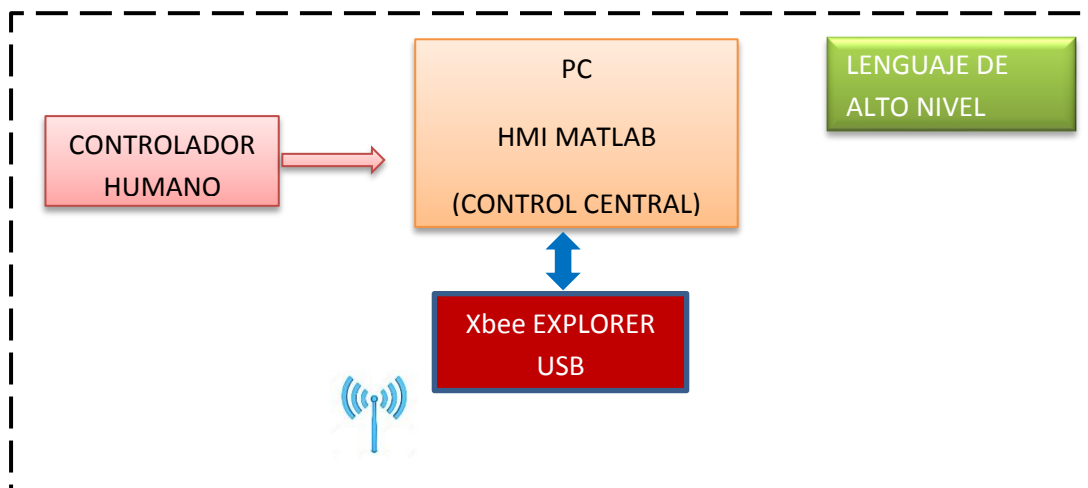 PC
HMI MATLAB
(CONTROL CENTRAL)
LENGUAJE DE
ALTO NIVEL
CONTROLADOR
HUMANO
Xbee EXPLORER
USB